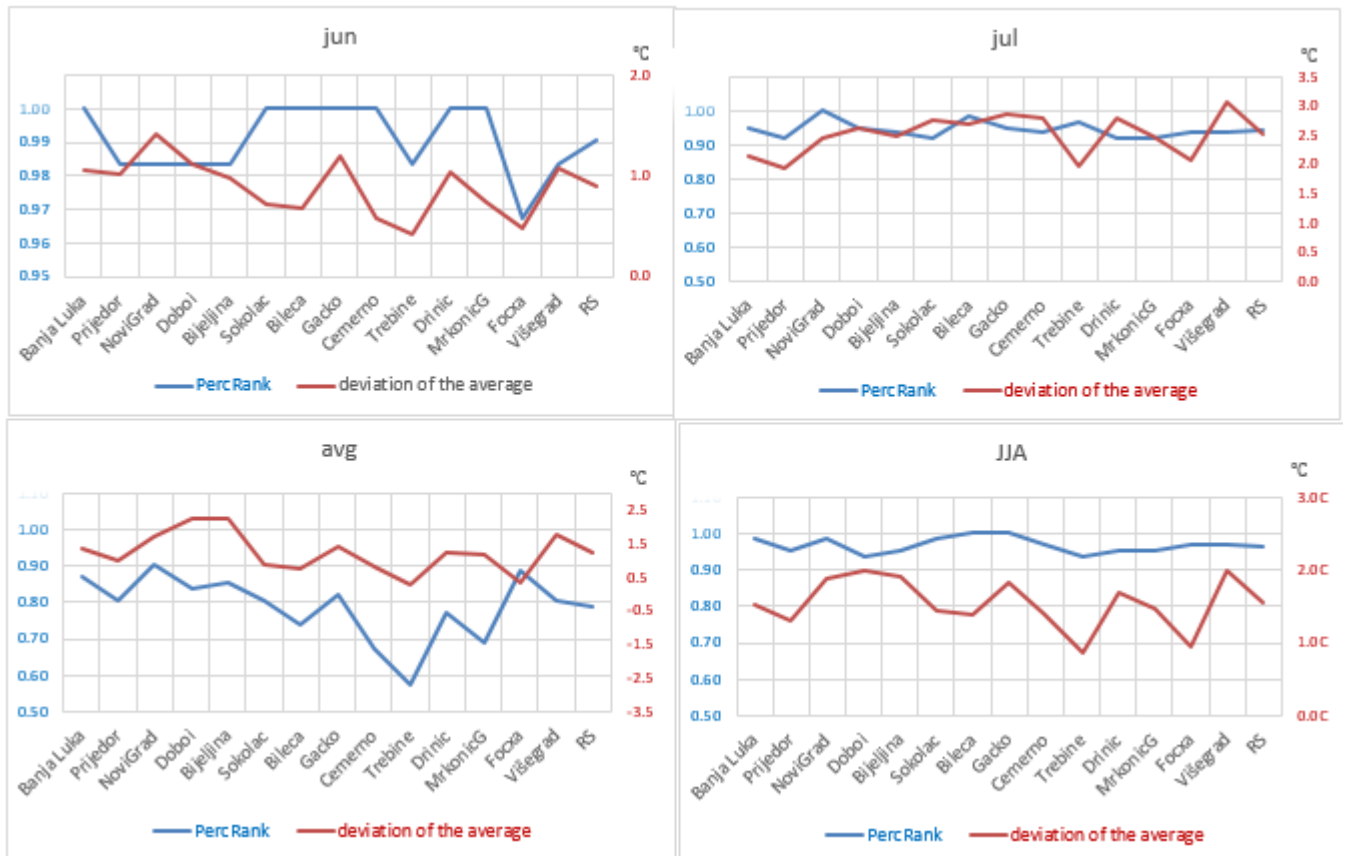 jun
°C
2.0
1.00
0.99
0.98
1.0
0.97
0.96
0.95
0.0
Banja Luka
Prijedor
NoviGrad
Doboi
Bijeljina
Sokolac
Bileca
Gacko
Cemerno
Trebine
Drinic
MrkonicG
Focxa
Višegrad
RS
PercRank
deviation of the average
jul
°C
3.5
1.00
3.0
0.90
2.5
0.80
2.0
0.70
1.5
0.60
1.0
0.50
0.5
0.0
Banja Luka
Prijedor
NoviGrad
Doboi
Bijeljina
Sokolac
Bileca
Gacko
Cemerno
Trebine
Drinic
MrkonicG
Focxa
Višegrad
RS
PercRank
deviation of the average
avg
°C
1.10
2.5
1.00
1.5
0.90
0.5
0.80
-0.5
0.70
-1.5
0.60
-2.5
0.50
-3.5
Banja Luka
Prijedor
NoviGrad
Doboi
Bijeljina
Sokolac
Bileca
Gacko
Cemerno
Trebine
Drinic
MrkonicG
Focxa
Višegrad
RS
PercRank
deviation of the average
JJA
°C
3.0C
1.00
0.90
2.0C
0.80
0.70
1.0C
0.60
0.50
0.0C
Banja Luka
Prijedor
NoviGrad
Doboi
Bijeljina
Sokolac
Bileca
Gacko
Cemerno
Trebine
Drinic
MrkonicG
Focxa
Višegrad
RS
PercRank
deviation of the average